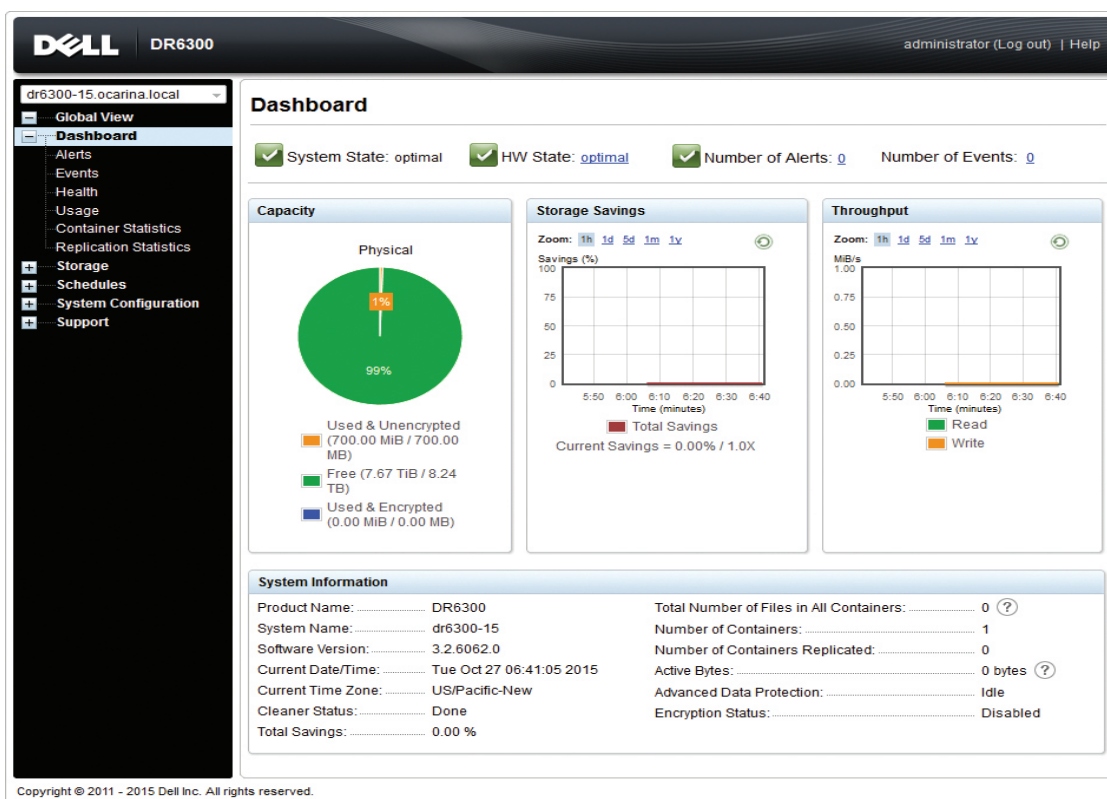 DELL DR6300
administrator (Log out) | Help
dr6300-15.ocarina.local
Global View
Dashboard
Alerts
Events
Health
Usage
Container Statistics
Replication Statistics
Storage
Schedules
System Configuration
Support
Dashboard
System State: optimal HW State: optimal Number of Alerts: 0 Number of Events: 0
Capacity
Physical
1%
99%
Used & Unencrypted
(700.00 MiB / 700.00
MB)
Free (7.67 TiB / 8.24
TB)
Used & Encrypted
(0.00 MiB / 0.00 MB)
Storage Savings
Zoom: 1h 1d 5d 1m 1y
Savings (%)
100
75
50
25
0
5:50 6:00 6:10 6:20 6:30 6:40
Time (minutes)
Total Savings
Current Savings = 0.00% / 1.0X
Throughput
Zoom: 1h 1d 5d 1m 1y
MiB/s
1.00
0.75
0.50
0.25
0.00
5:50 6:00 6:10 6:20 6:30 6:40
Time (minutes)
Read
Write
System Information
Product Name: DR6300
System Name: dr6300-15
Software Version: 3.2.6062.0
Current Date/Time: Tue Oct 27 06:41:05 2015
Current Time Zone: US/Pacific-New
Cleaner Status: Done
Total Savings: 0.00 %
Total Number of Files in All Containers: 0 ?
Number of Containers: 1
Number of Containers Replicated: 0
Active Bytes: 0 bytes ?
Advanced Data Protection: Idle
Encryption Status: Disabled
Copyright © 2011 - 2015 Dell Inc. All rights reserved.